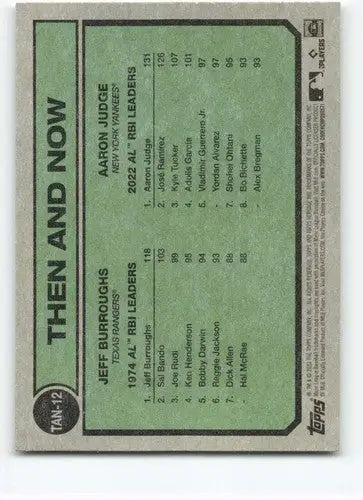 TAN-12
THEN AND NOW
JEFF BURROUGHS
TEXAS RANGERS®
1974 AL™ RBI LEADERS
1. Jeff Burroughs 118
2. Sal Bando 103
3. Joe Rudi 99
4. Ken Henderson 95
5. Bobby Darwin 94
6. Reggie Jackson 93
7. Dick Allen 88
- Hal McRae 88
AARON JUDGE
NEW YORK YANKEES®
2022 AL™ RBI LEADERS
1. Aaron Judge 131
2. José Ramírez 126
3. Kyle Tucker 107
4. Adolis García 101
5. Vladimir Guerrero Jr. 97
- Yordan Alvarez 97
7. Shohei Ohtani 95
8. Bo Bichette 93
- Alex Bregman 93
Topps
PLAYERS